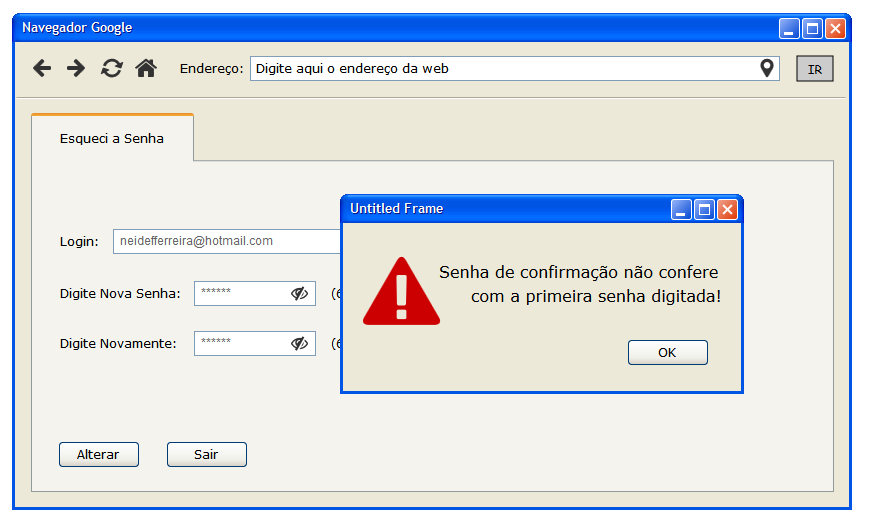 Navegador Google
Endereço: Digite aqui o endereço da web IR
Esqueci a Senha
Untitled Frame
Login: neidefferreira@hotmail.com
Senha de confirmação não confere
com a primeira senha digitada!
Digite Nova Senha: ****** (6
Digite Novamente: ****** (6
OK
Alterar Sair